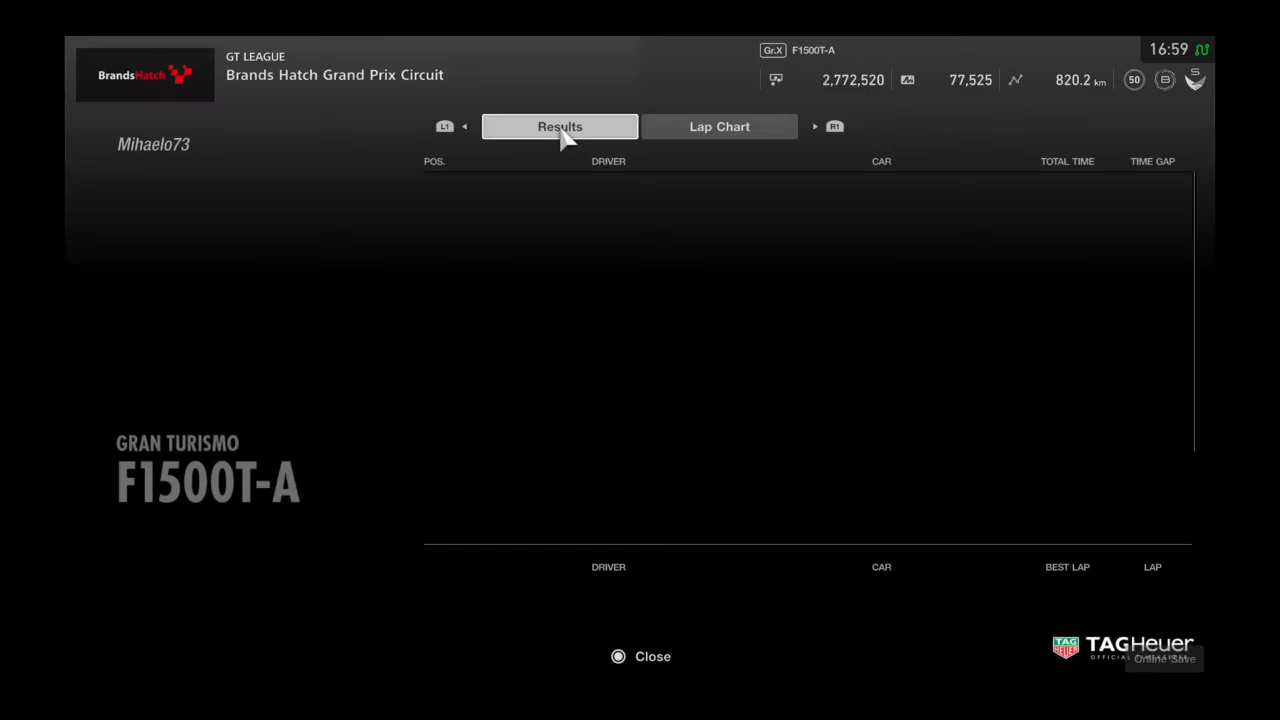 BrandsHatch
GT LEAGUE
Brands Hatch Grand Prix Circuit
Gr.X F1500T-A
16:59
2,772,520 77,525 820.2 km 50 B S
Mihaelo73
L1 Results Lap Chart R1
POS. DRIVER CAR TOTAL TIME TIME GAP
GRAN TURISMO
F1500T-A
DRIVER CAR BEST LAP LAP
Close
TAG HEUER TAGHeuer
Online Save